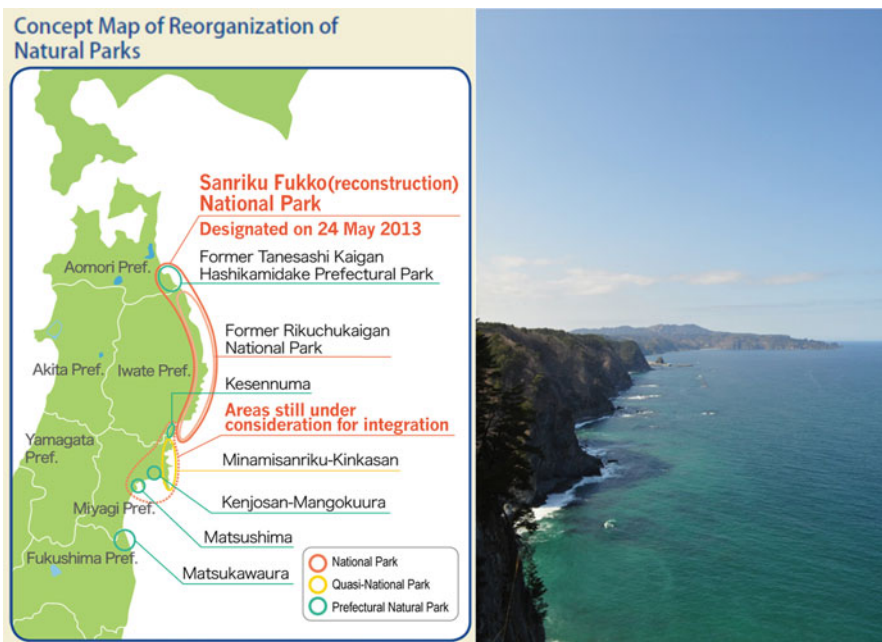 Concept Map of Reorganization of
Natural Parks
Sanriku Fukko(reconstruction)
National Park
Designated on 24 May 2013
Former Tanesashi Kaigan
Hashikamidake Prefectural Park
Aomori Pref.
Former Rikuchukaigan
National Park
Akita Pref.
Iwate Pref.
Kesennuma
Areas still under
consideration for integration
Yamagata
Pref.
Minamisanriku-Kinkasan
Kenjosan-Mangokuura
Miyagi Pref.
Matsushima
Fukushima Pref.
Matsukawaura
National Park
Quasi-National Park
Prefectural Natural Park